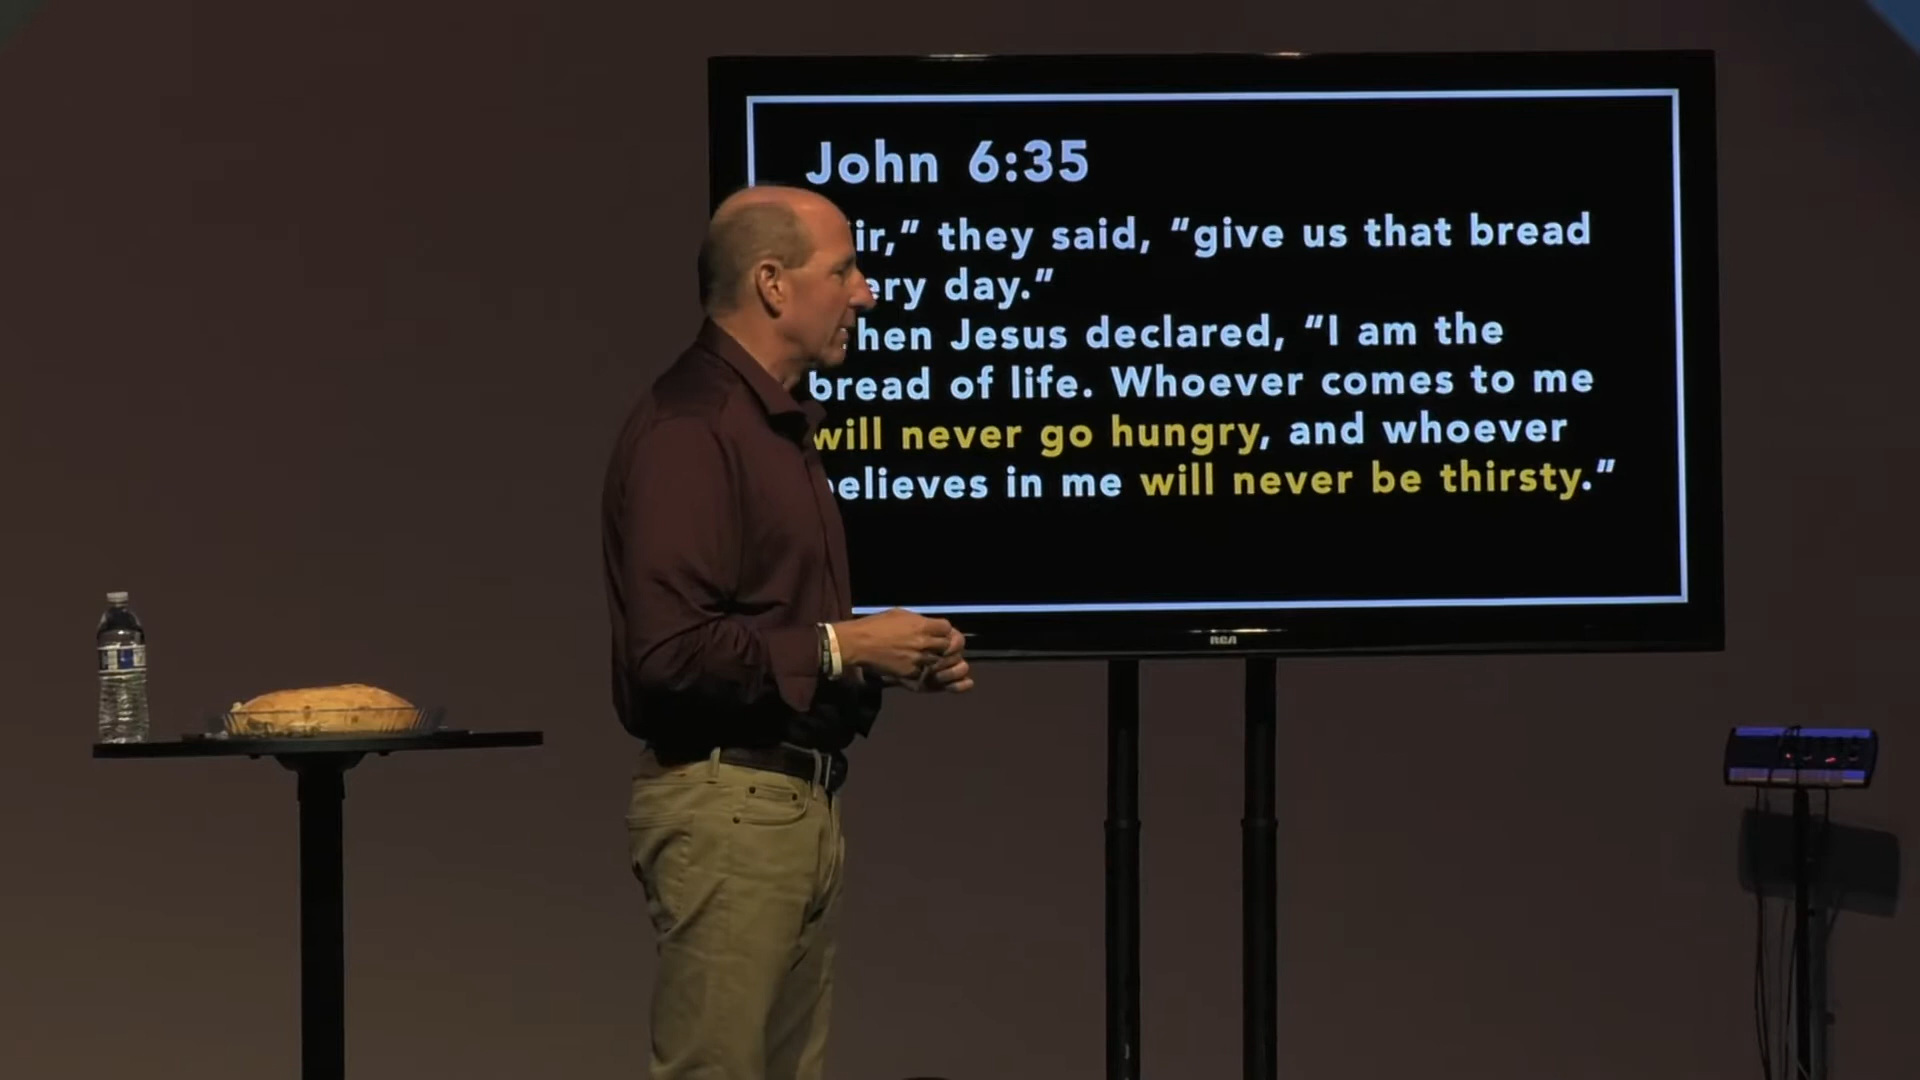 John 6:35
ir,” they said, “give us that bread
ery day.”
hen Jesus declared, “I am the
bread of life. Whoever comes to me
will never go hungry, and whoever
elieves in me will never be thirsty.”
RCA